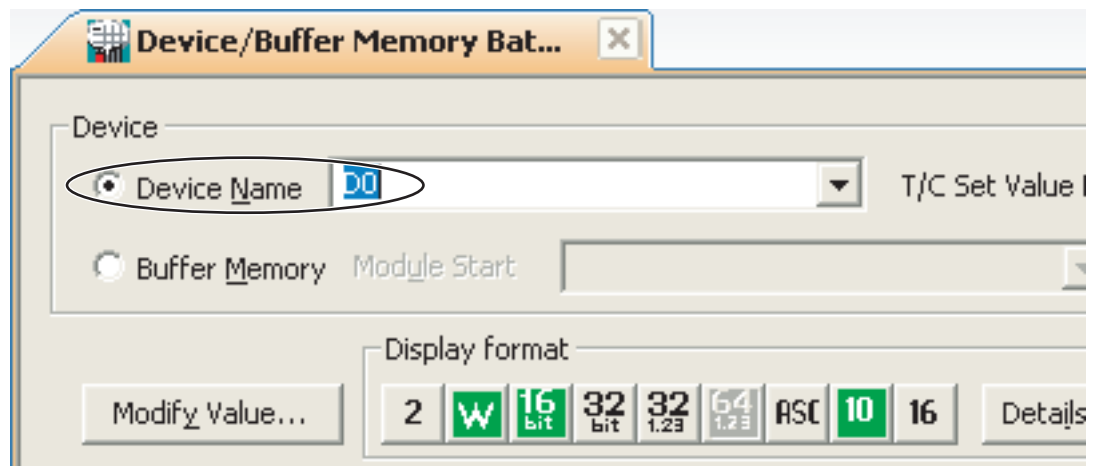 Device/Buffer Memory Bat...
Device
Device Name D0 T/C Set Value
Buffer Memory Module Start
Display format
Modify Value... 2 W 16 bit 32 bit 32 1.23 64 1.23 ASC 10 16 Details